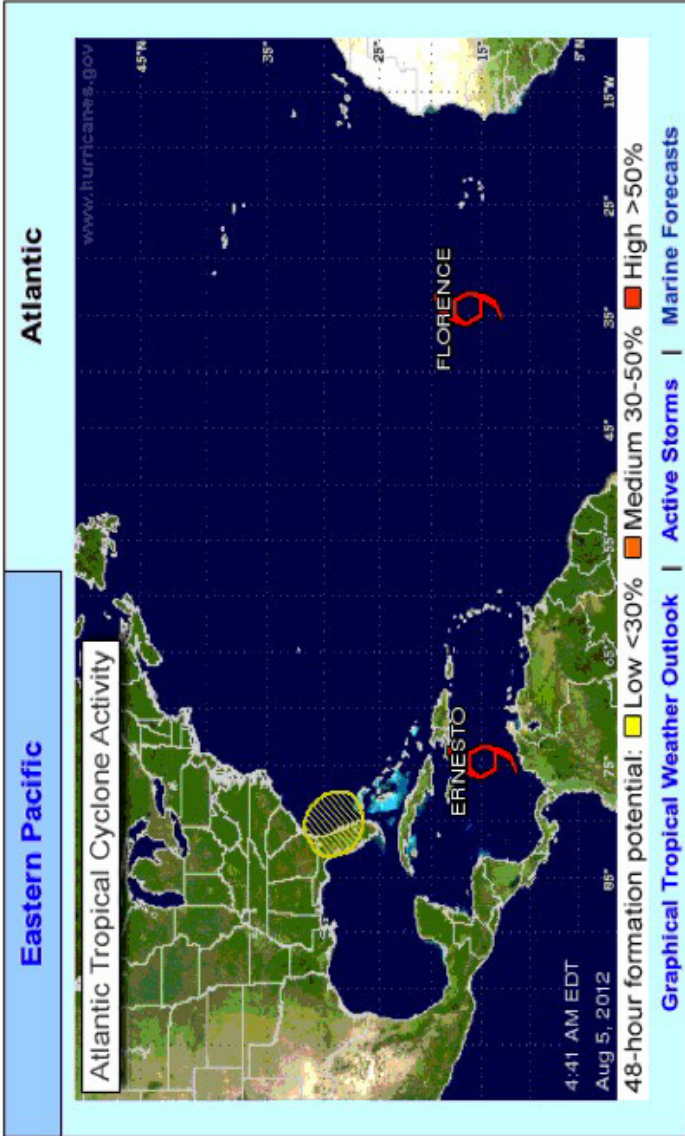 Eastern Pacific
Atlantic
Atlantic Tropical Cyclone Activity
www.hurricanes.gov
45°N
35°
25°
15°
5°N
FLORENCE
ERNESTO
85°
75°
65°
55°
45°
35°
25°
15°W
4:41 AM EDT
Aug 5, 2012
48-hour formation potential: Low <30% Medium 30-50% High >50%
Graphical Tropical Weather Outlook | Active Storms | Marine Forecasts